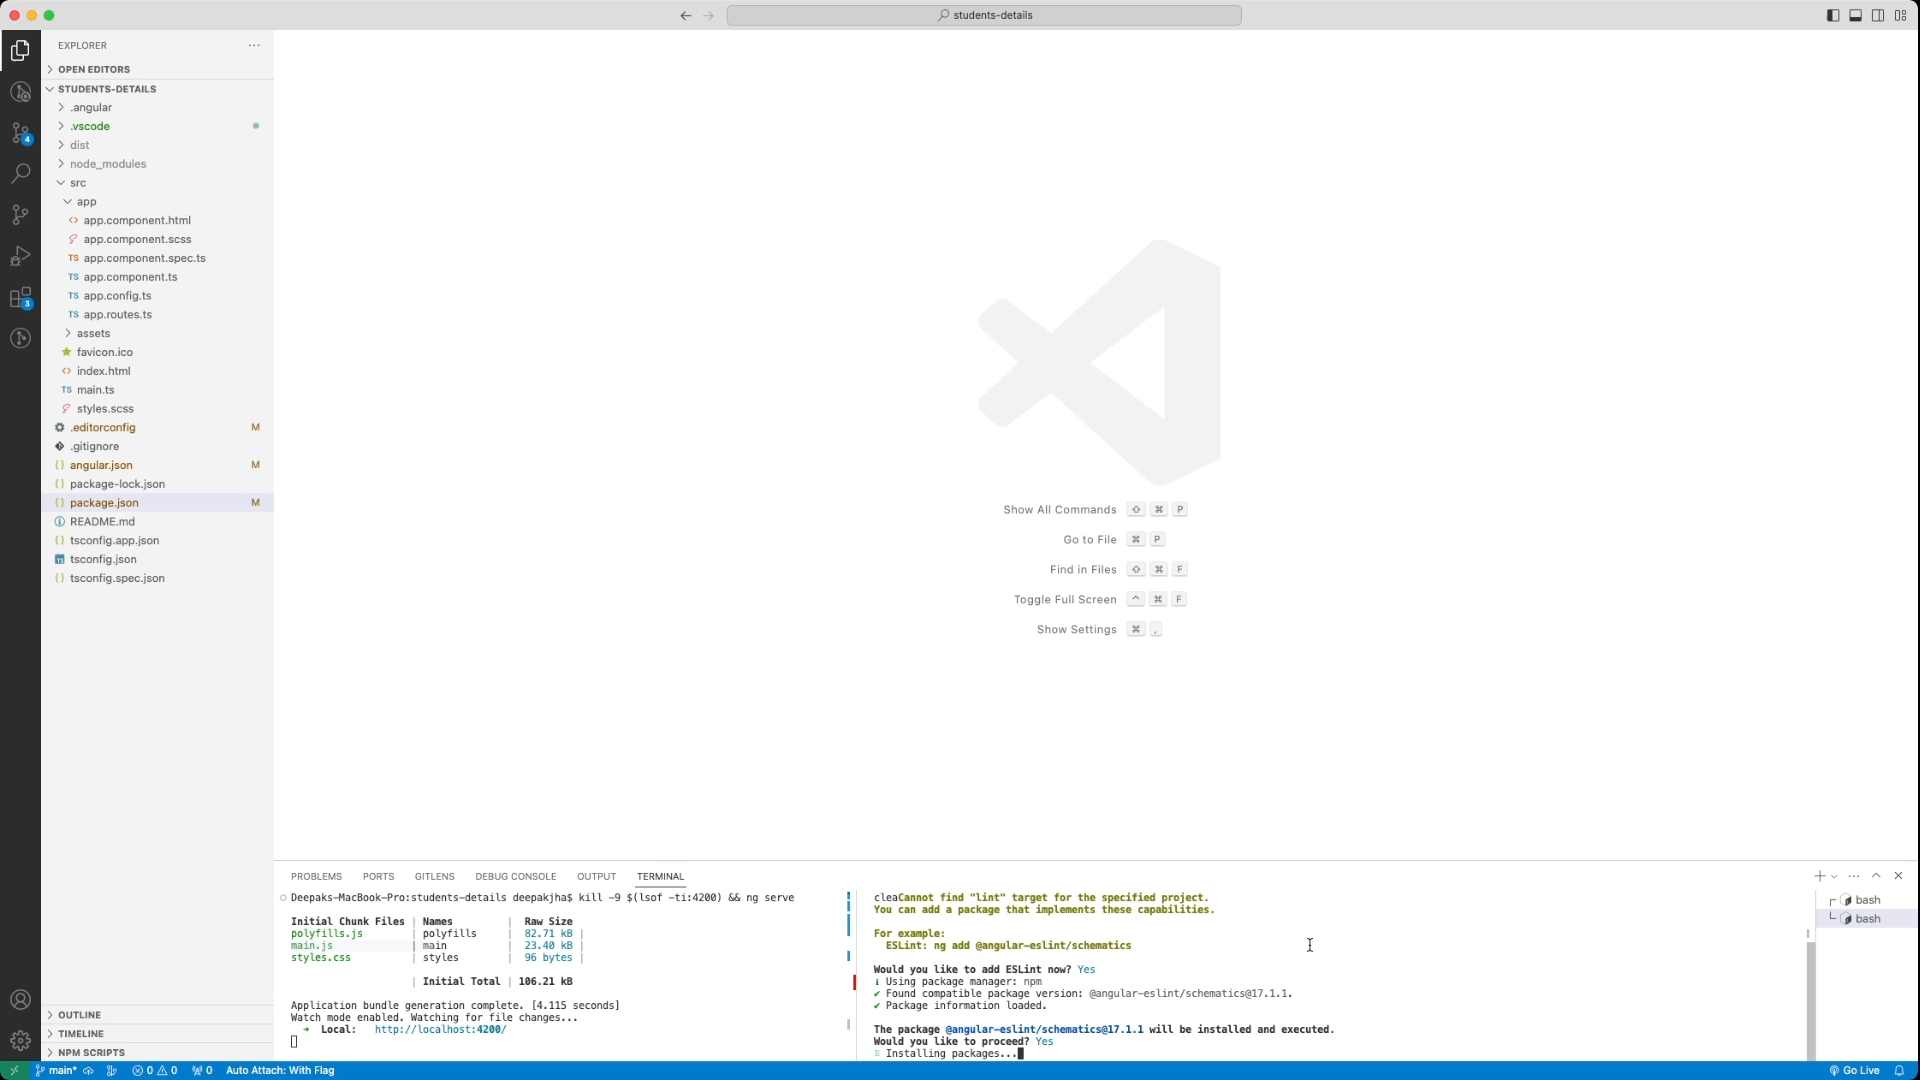 students-details
EXPLORER
OPEN EDITORS
STUDENTS-DETAILS
.angular
.vscode
dist
node_modules
src
app
app.component.html
app.component.scss
TS app.component.spec.ts
TS app.component.ts
TS app.config.ts
TS app.routes.ts
assets
favicon.ico
index.html
TS main.ts
styles.scss
.editorconfig M
.gitignore
angular.json M
package-lock.json
package.json M
README.md
tsconfig.app.json
tsconfig.json
tsconfig.spec.json
OUTLINE
TIMELINE
NPM SCRIPTS
4
3
Show All Commands ⇧ ⌘ P
Go to File ⌘ P
Find in Files ⇧ ⌘ F
Toggle Full Screen ^ ⌘ F
Show Settings ⌘ ,
PROBLEMS PORTS GITLENS DEBUG CONSOLE OUTPUT TERMINAL
Deepaks-MacBook-Pro:students-details deepakjha$ kill -9 $(lsof -ti:4200) && ng serve
Initial Chunk Files | Names | Raw Size
polyfills.js | polyfills | 82.71 kB |
main.js | main | 23.40 kB |
styles.css | styles | 96 bytes |
| Initial Total | 106.21 kB
Application bundle generation complete. [4.115 seconds]
Watch mode enabled. Watching for file changes...
➜ Local: http://localhost:4200/
cleaCannot find "lint" target for the specified project.
You can add a package that implements these capabilities.
For example:
ESLint: ng add @angular-eslint/schematics
Would you like to add ESLint now? Yes
ℹ Using package manager: npm
✔ Found compatible package version: @angular-eslint/schematics@17.1.1.
✔ Package information loaded.
The package @angular-eslint/schematics@17.1.1 will be installed and executed.
Would you like to proceed? Yes
Installing packages...
bash
bash
main* 0 0 0 Auto Attach: With Flag Go Live